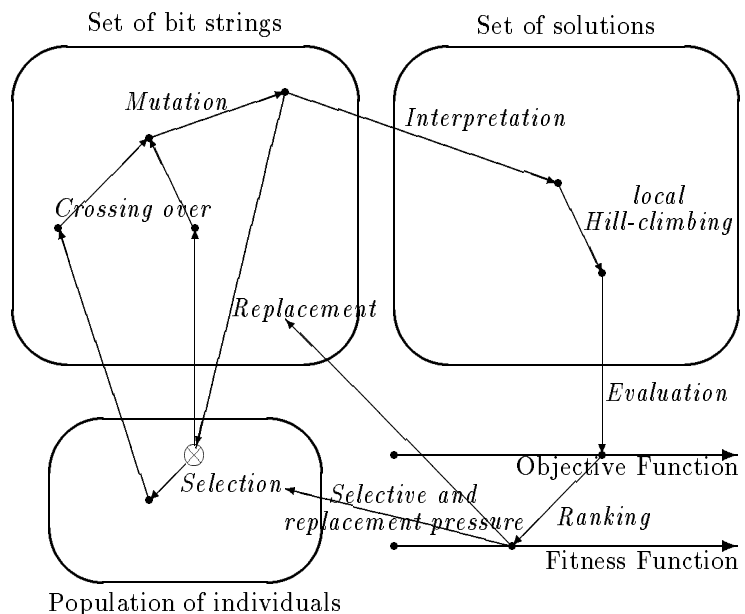 Set of bit strings
Set of solutions
Mutation
Interpretation
Crossing over
local
Hill-climbing
Replacement
Evaluation
Objective Function
Selection
Selective and
replacement pressure
Ranking
Fitness Function
Population of individuals